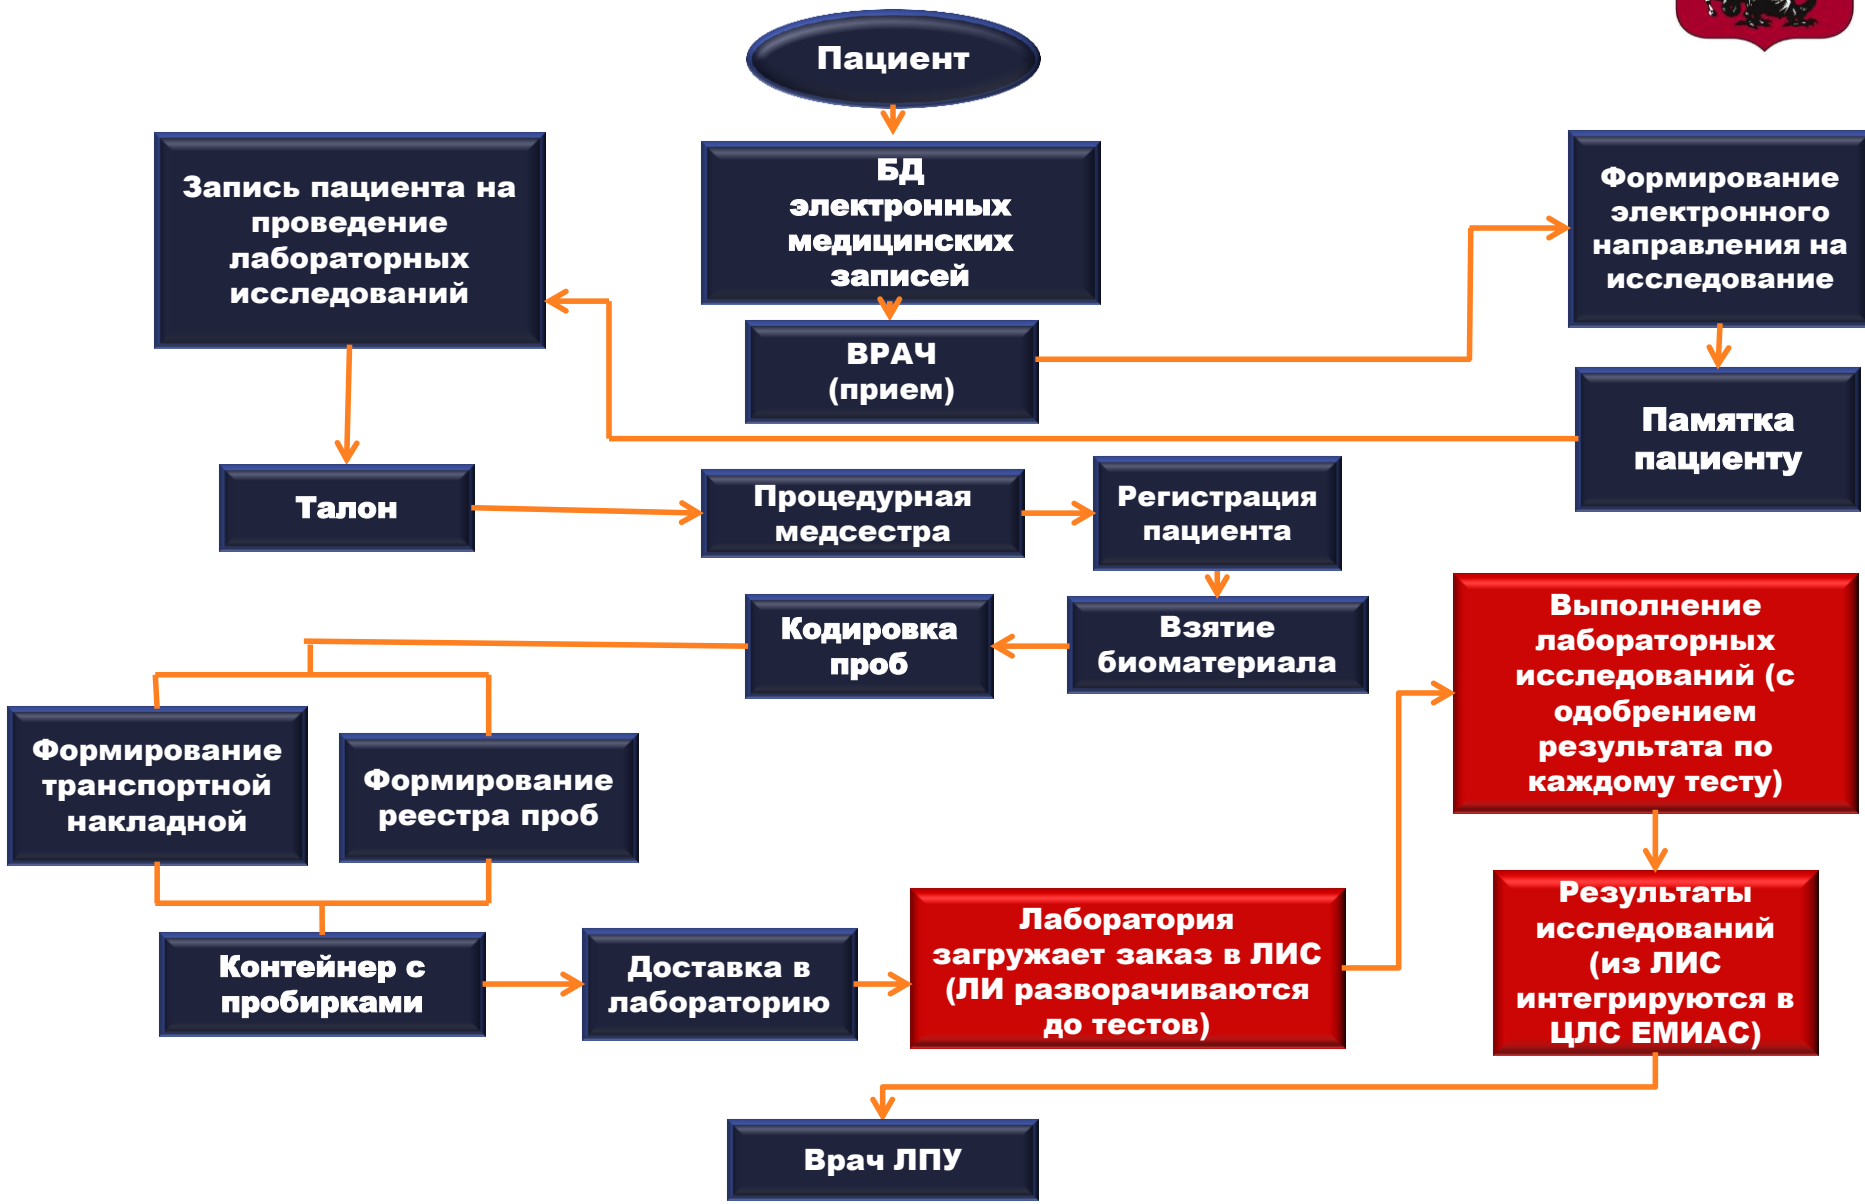 Пациент
БД
электронных
медицинских
записей
ВРАЧ
(прием)
Формирование
электронного
направления на
исследование
Памятка
пациенту
Запись пациента на
проведение
лабораторных
исследований
Талон
Процедурная
медсестра
Регистрация
пациента
Взятие
биоматериала
Кодировка
проб
Формирование
транспортной
накладной
Формирование
реестра проб
Контейнер с
пробирками
Доставка в
лабораторию
Лаборатория
загружает заказ в ЛИС
(ЛИ разворачиваются
до тестов)
Выполнение
лабораторных
исследований (с
одобрением
результата по
каждому тесту)
Результаты
исследований
(из ЛИС
интегрируются в
ЦЛС ЕМИАС)
Врач ЛПУ